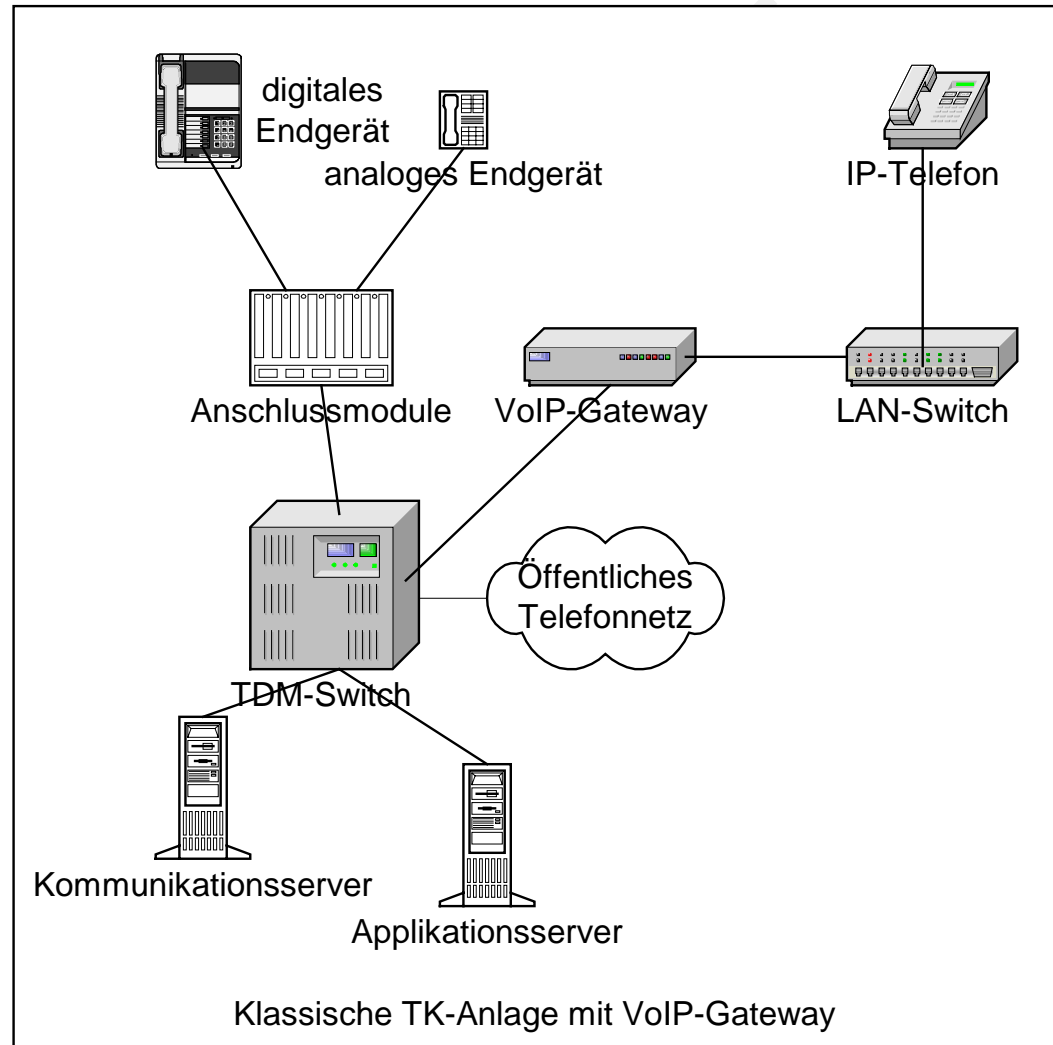 digitales
Endgerät
analoges Endgerät
IP-Telefon
Anschlussmodule
VoIP-Gateway
LAN-Switch
Öffentliches
Telefonnetz
TDM-Switch
Kommunikationsserver
Applikationsserver
Klassische TK-Anlage mit VoIP-Gateway